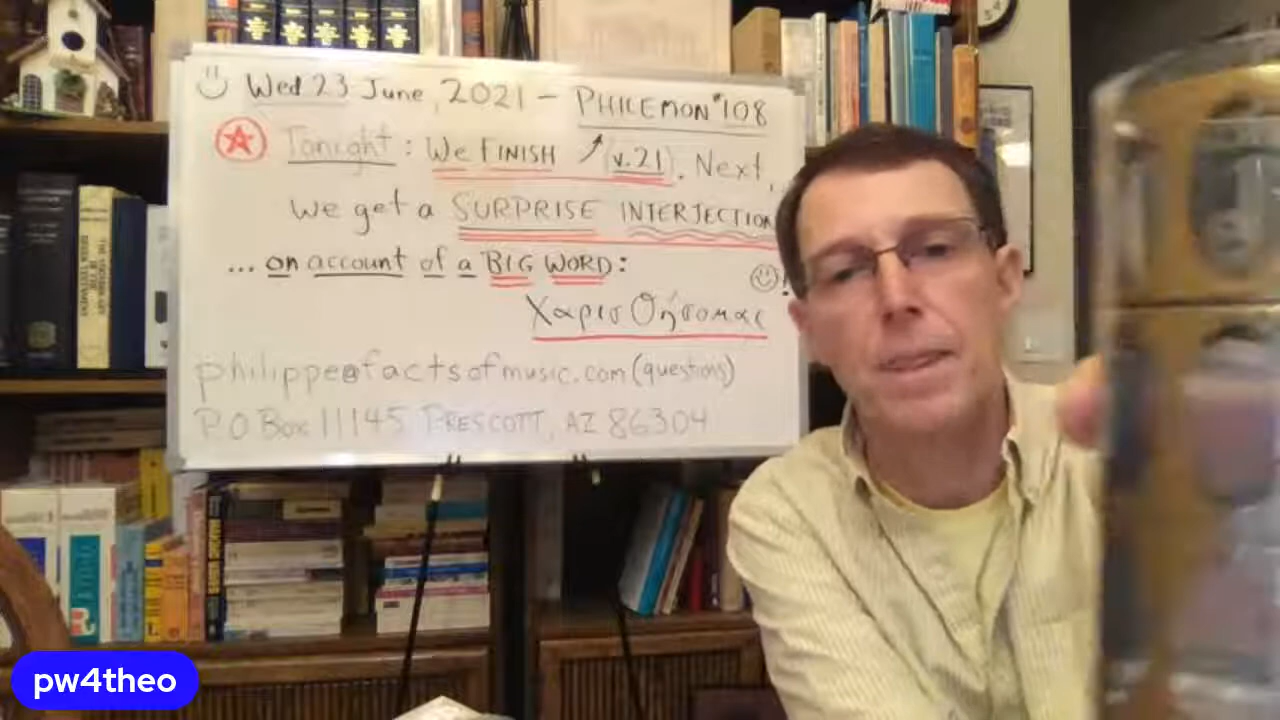 Wed 23 June, 2021 - PHILEMON #108
Tonight: We FINISH (v.21). Next,
we get a SURPRISE INTERJECTION
... on account of a BIG WORD:
Χαρισθήσομαι
philippe@factsofmusic.com (questions)
P O Box 11145 PRESCOTT, AZ 86304
pw4theo